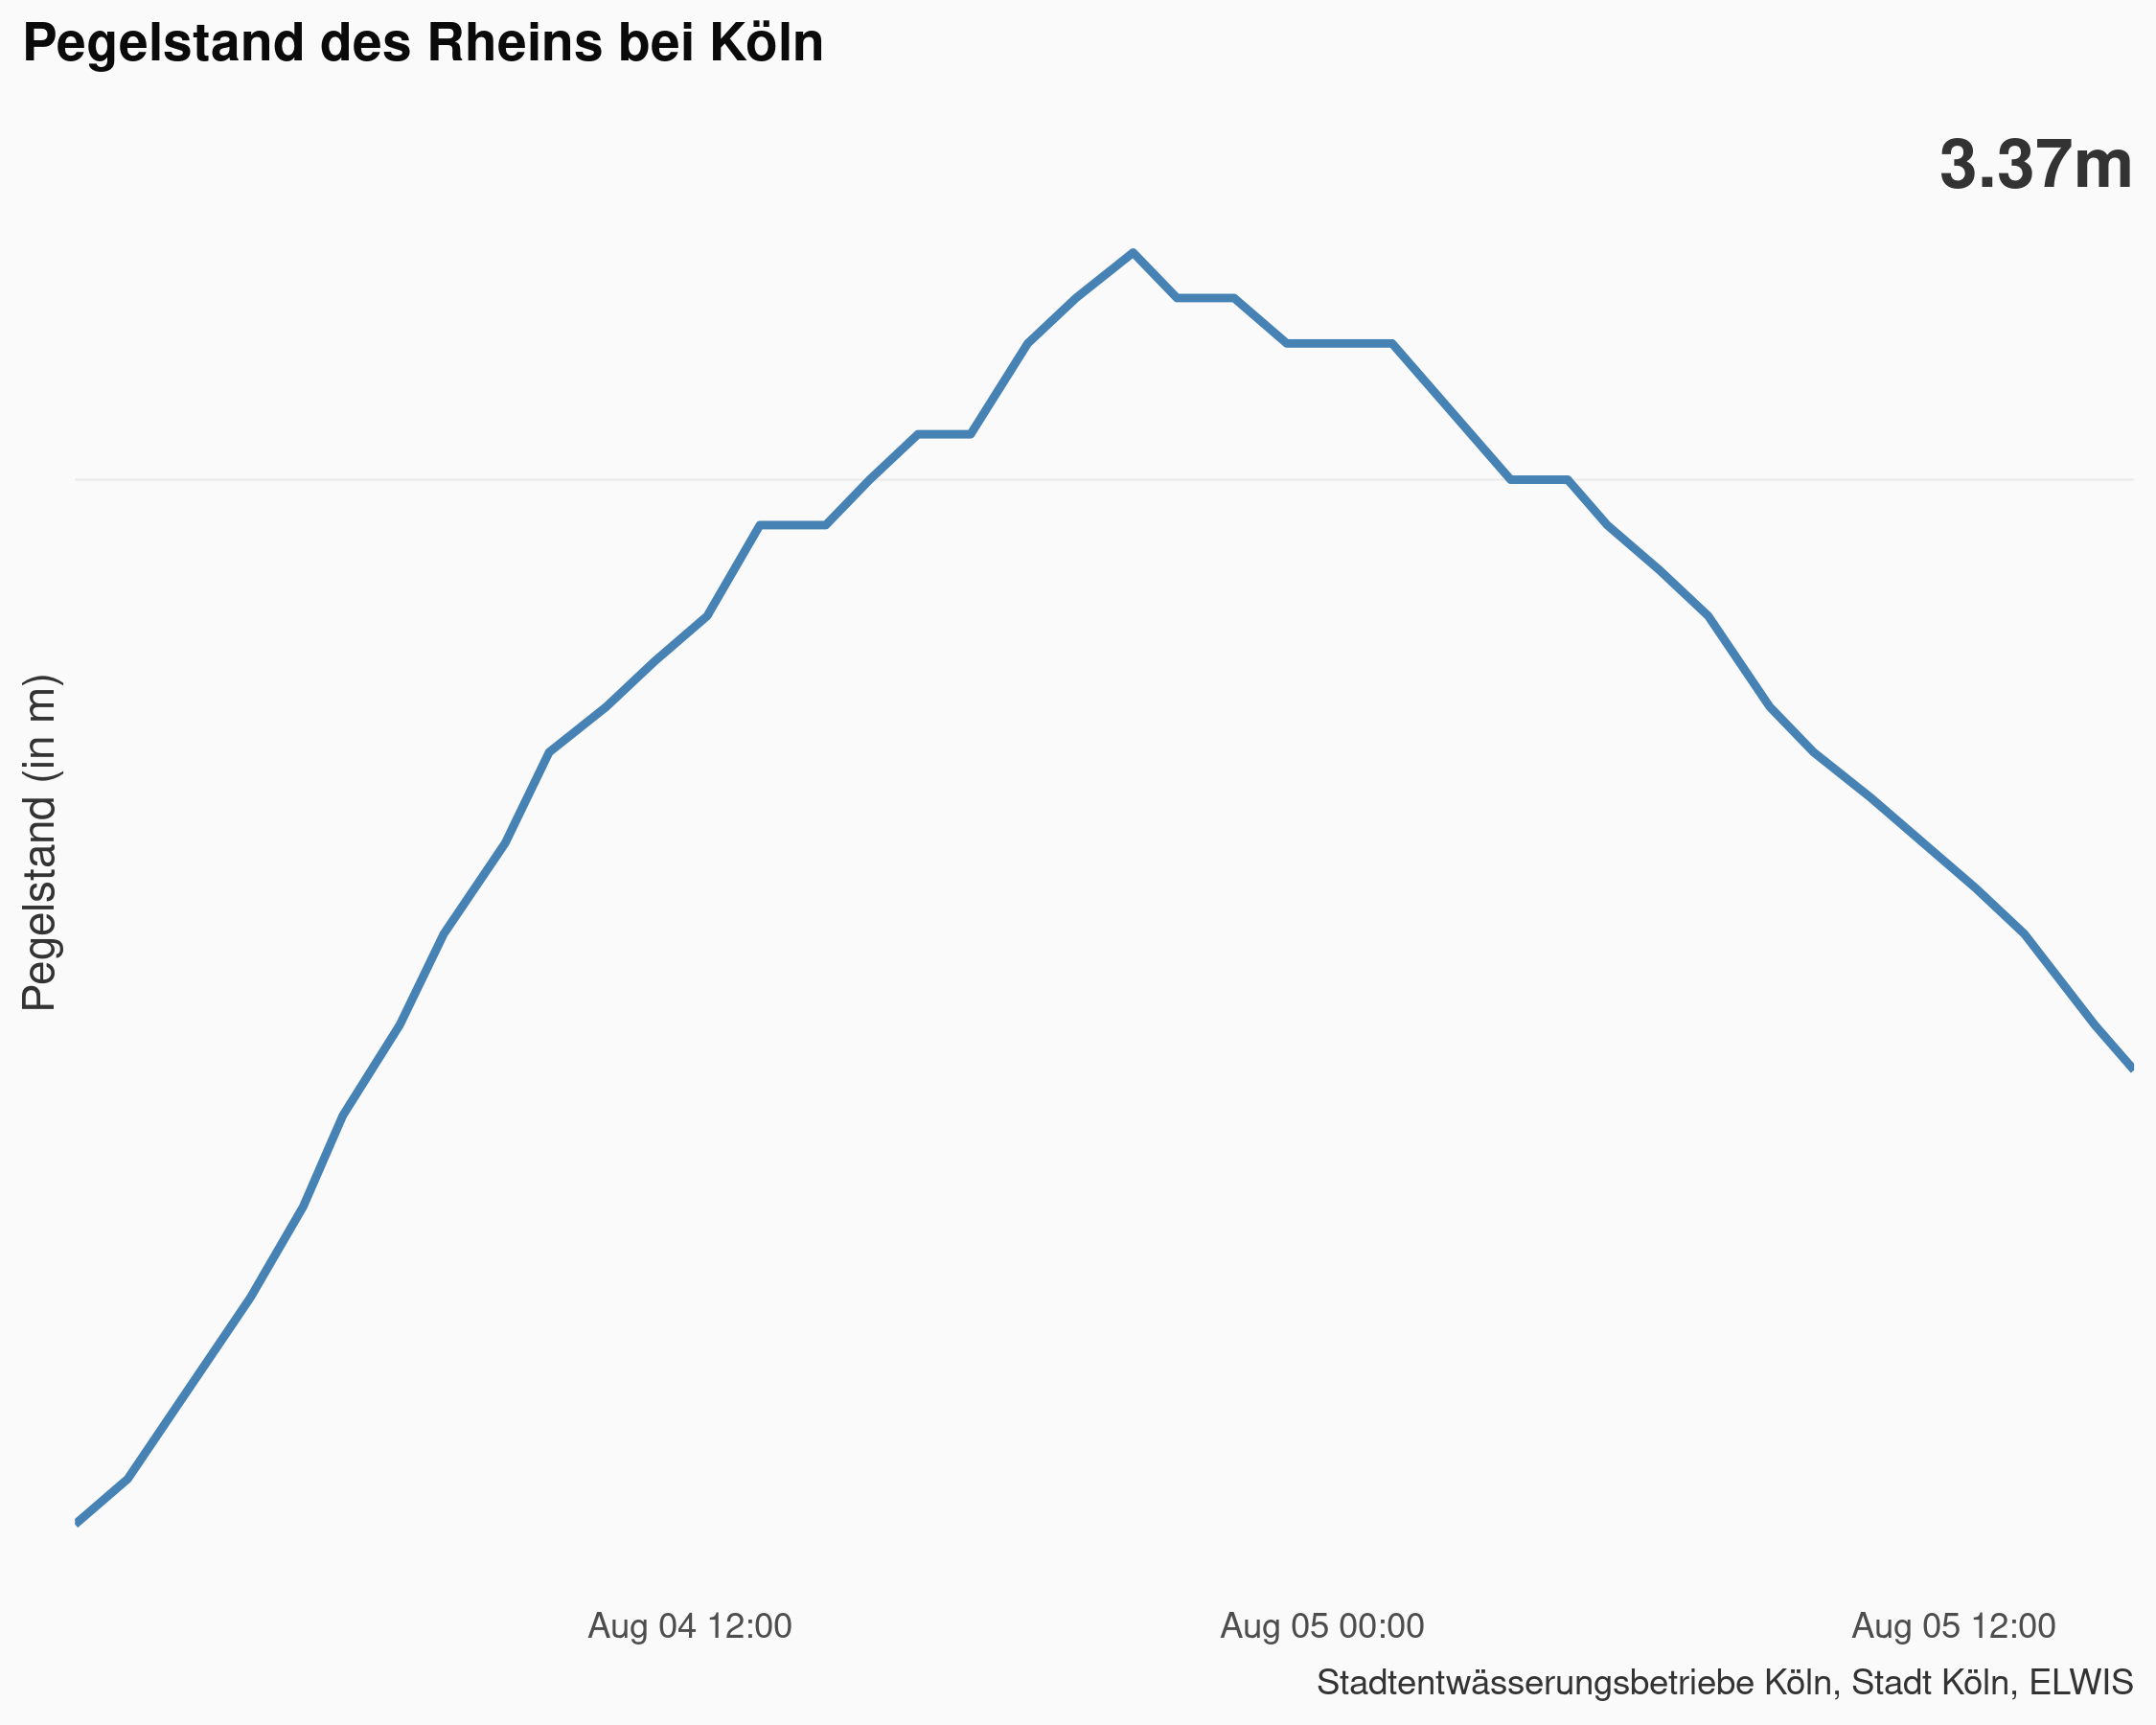 Pegelstand des Rheins bei Köln
3.37m
Pegelstand (in m)
Aug 04 12:00
Aug 05 00:00
Aug 05 12:00
Stadtentwässerungsbetriebe Köln, Stadt Köln, ELWIS